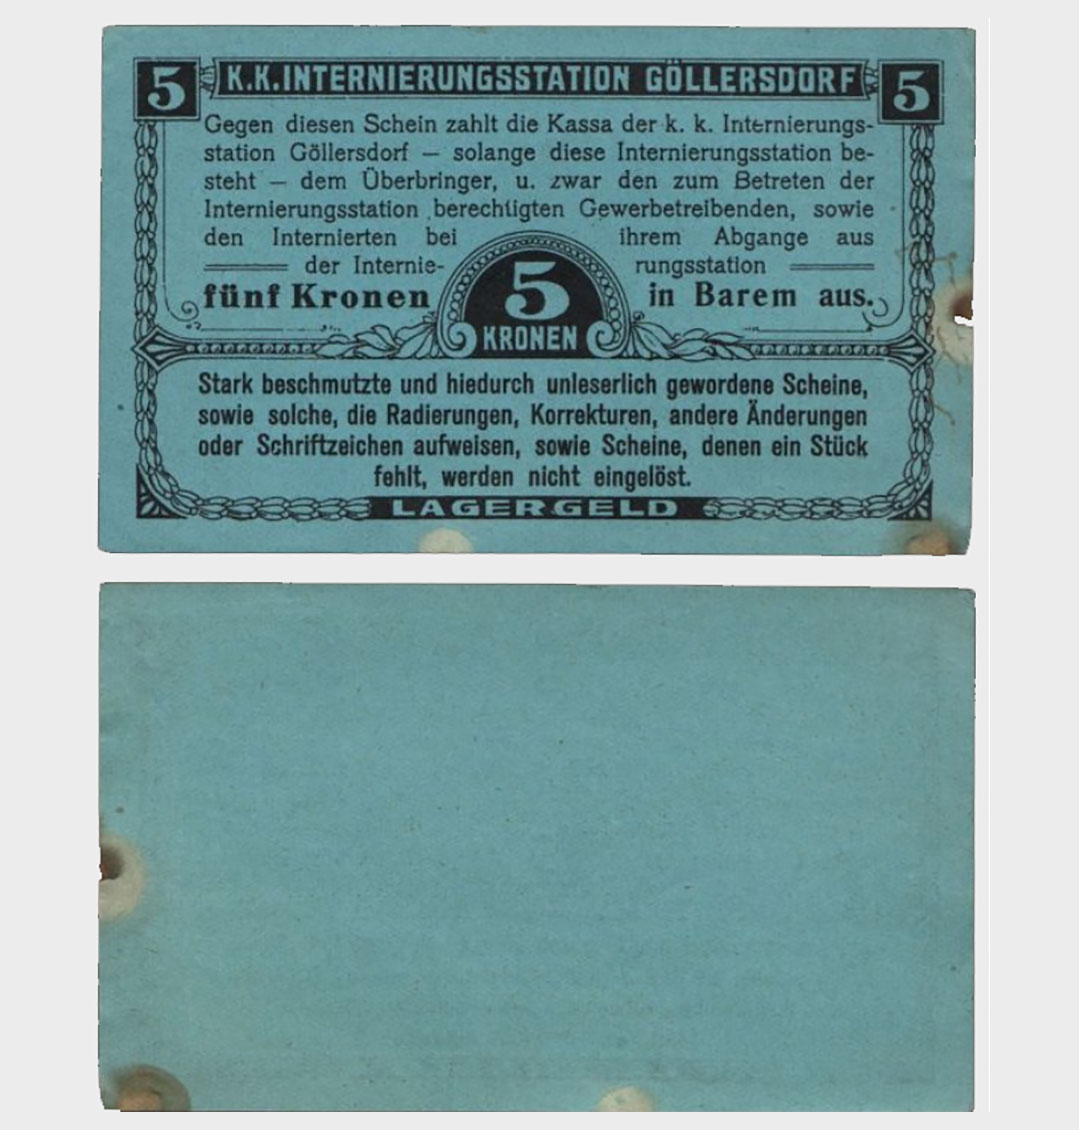 5 K.K.INTERNIERUNGSSTATION GÖLLERSDORF 5
Gegen diesen Schein zahlt die Kassa der k. k. Internierungs-
station Göllersdorf — solange diese Internierungsstation be-
steht — dem Überbringer, u. zwar den zum Betreten der
Internierungsstation berechtigten Gewerbetreibenden, sowie
den Internierten bei ihrem Abgange aus
der Internie- rungsstation
fünf Kronen 5 in Barem aus.
KRONEN
Stark beschmutzte und hiedurch unleserlich gewordene Scheine,
sowie solche, die Radierungen, Korrekturen, andere Änderungen
oder Schriftzeichen aufweisen, sowie Scheine, denen ein Stück
fehlt, werden nicht eingelöst.
LAGERGELD